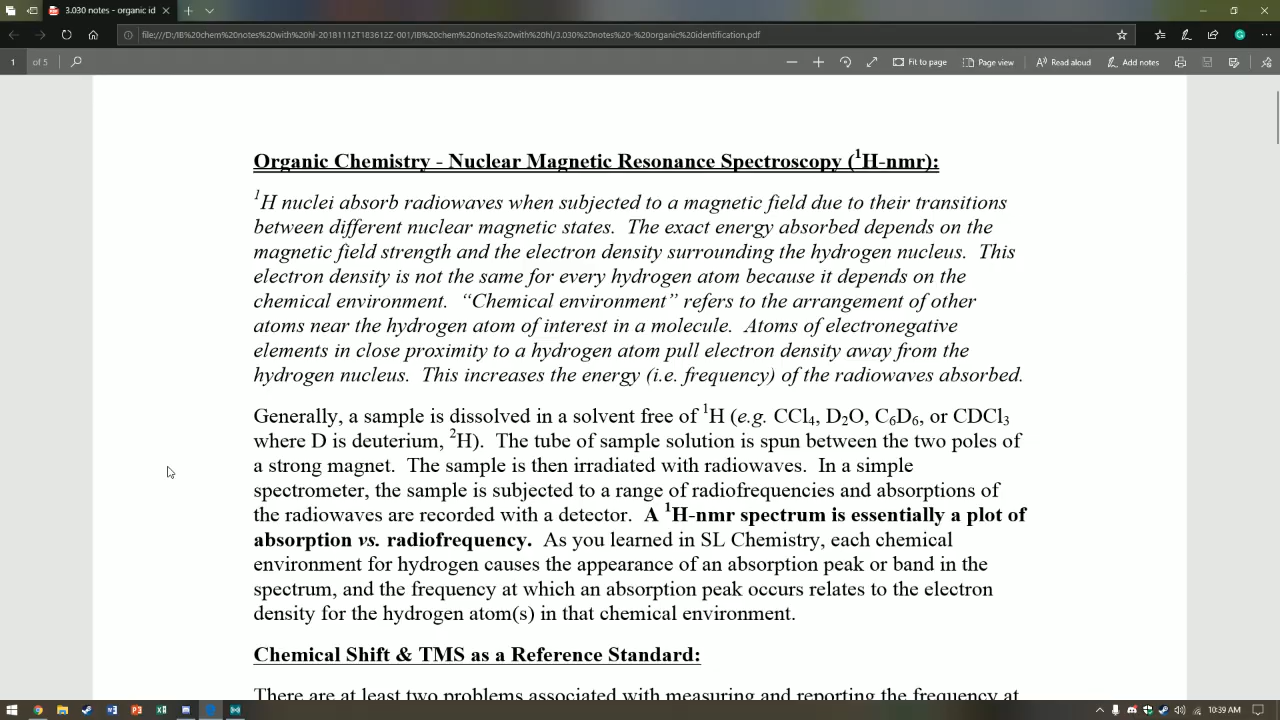 3.030 notes - organic id
file:///D:/IB%20chem%20notes%20with%20hl-20181112T183612Z-001/IB%20chem%20notes%20with%20hl/3.030%20notes%20-%20organic%20identification.pdf
1 of 5 Fit to page Page view Read aloud Add notes
Organic Chemistry - Nuclear Magnetic Resonance Spectroscopy (¹H-nmr):
¹H nuclei absorb radiowaves when subjected to a magnetic field due to their transitions
between different nuclear magnetic states. The exact energy absorbed depends on the
magnetic field strength and the electron density surrounding the hydrogen nucleus. This
electron density is not the same for every hydrogen atom because it depends on the
chemical environment. “Chemical environment” refers to the arrangement of other
atoms near the hydrogen atom of interest in a molecule. Atoms of electronegative
elements in close proximity to a hydrogen atom pull electron density away from the
hydrogen nucleus. This increases the energy (i.e. frequency) of the radiowaves absorbed.
Generally, a sample is dissolved in a solvent free of ¹H (e.g. CCl₄, D₂O, C₆D₆, or CDCl₃
where D is deuterium, ²H). The tube of sample solution is spun between the two poles of
a strong magnet. The sample is then irradiated with radiowaves. In a simple
spectrometer, the sample is subjected to a range of radiofrequencies and absorptions of
the radiowaves are recorded with a detector. A ¹H-nmr spectrum is essentially a plot of
absorption vs. radiofrequency. As you learned in SL Chemistry, each chemical
environment for hydrogen causes the appearance of an absorption peak or band in the
spectrum, and the frequency at which an absorption peak occurs relates to the electron
density for the hydrogen atom(s) in that chemical environment.
Chemical Shift & TMS as a Reference Standard:
There are at least two problems associated with measuring and reporting the frequency at
10:39 AM